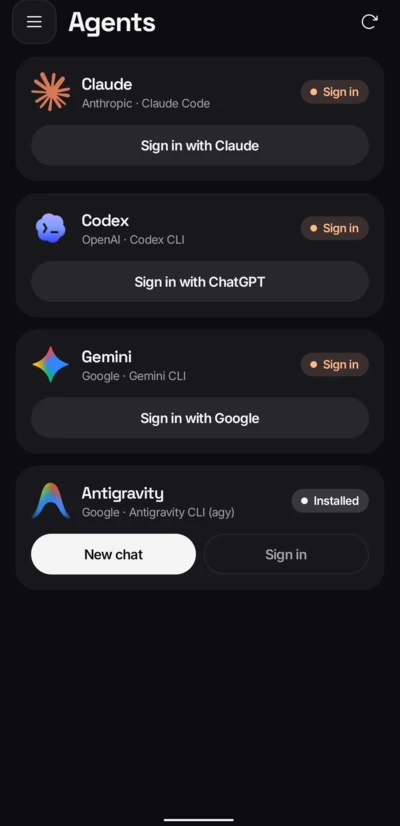 Agents
Claude
Anthropic · Claude Code
Sign in
Sign in with Claude
Codex
OpenAI · Codex CLI
Sign in
Sign in with ChatGPT
Gemini
Google · Gemini CLI
Sign in
Sign in with Google
Antigravity
Google · Antigravity CLI (agy)
Installed
New chat
Sign in